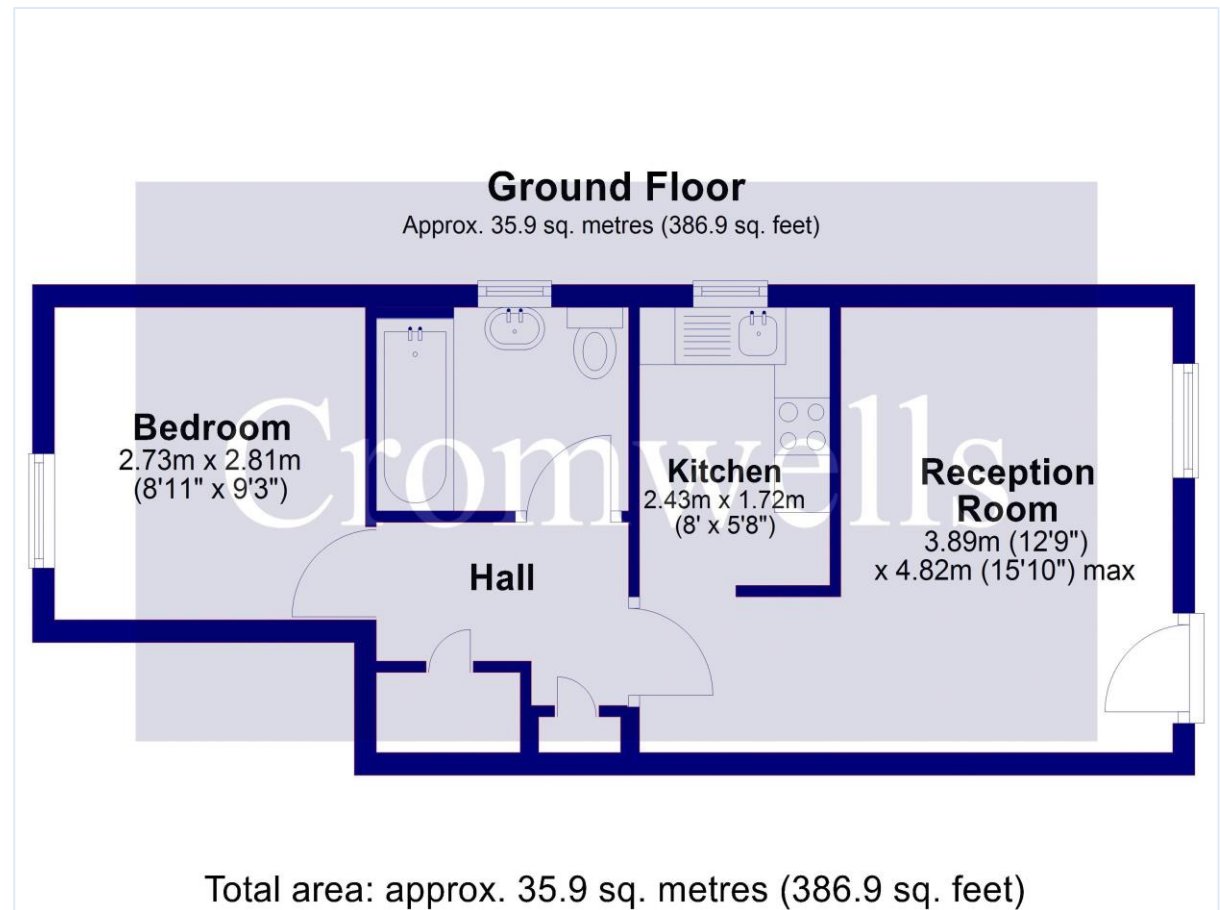 Ground Floor
Approx. 35.9 sq. metres (386.9 sq. feet)
Cromwells
Bedroom
2.73m x 2.81m
(8'11" x 9'3")
Hall
Kitchen
2.43m x 1.72m
(8' x 5'8")
Reception
Room
3.89m (12'9")
x 4.82m (15'10") max
Total area: approx. 35.9 sq. metres (386.9 sq. feet)